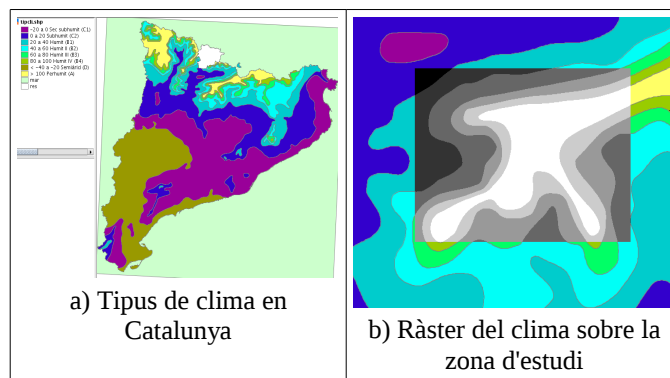 tipcli.shp
-20 a 0 Sec subhumit (C1)
0 a 20 Subhumit (C2)
20 a 40 Humit (B1)
40 a 60 Humit II (B2)
60 a 80 Humit III (B3)
80 a 100 Humit IV (B4)
< -40 a -20 Semiàrid (D)
> 100 Perhumit (A)
mar
res
a) Tipus de clima en
Catalunya
b) Ràster del clima sobre la
zona d'estudi